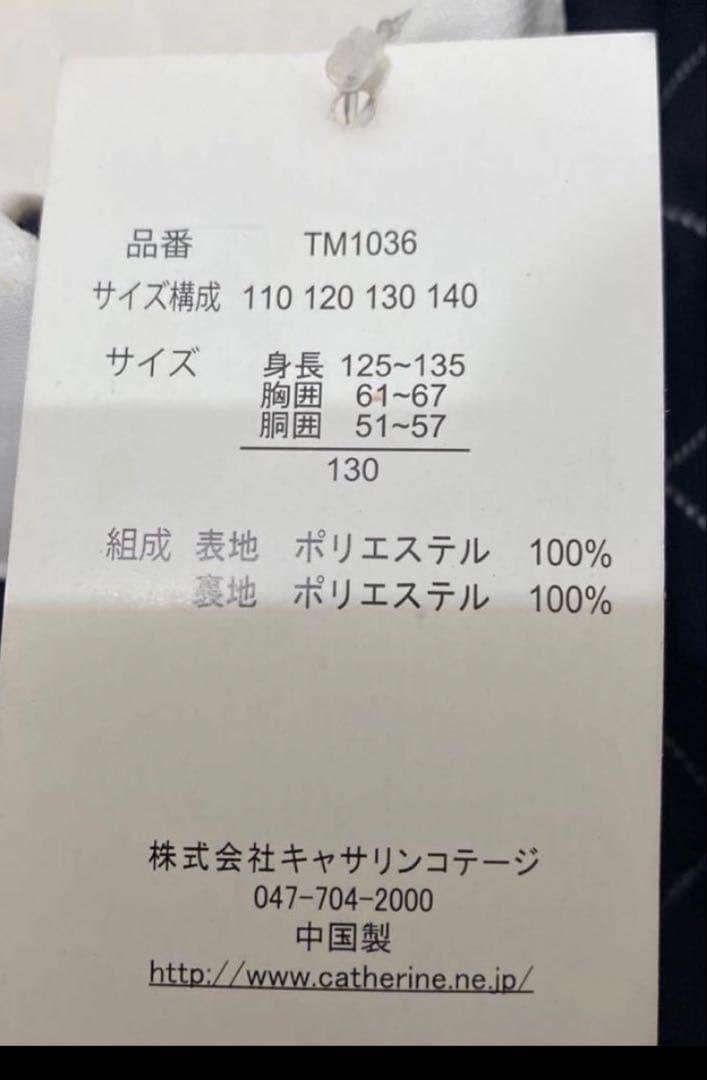 品番 TM1036
サイズ構成 110 120 130 140
サイズ 身長 125~135
胸囲 61~67
胴囲 51~57
130
組成 表地 ポリエステル 100%
裏地 ポリエステル 100%
株式会社キャサリンコテージ
047-704-2000
中国製
http://www.catherine.ne.jp/